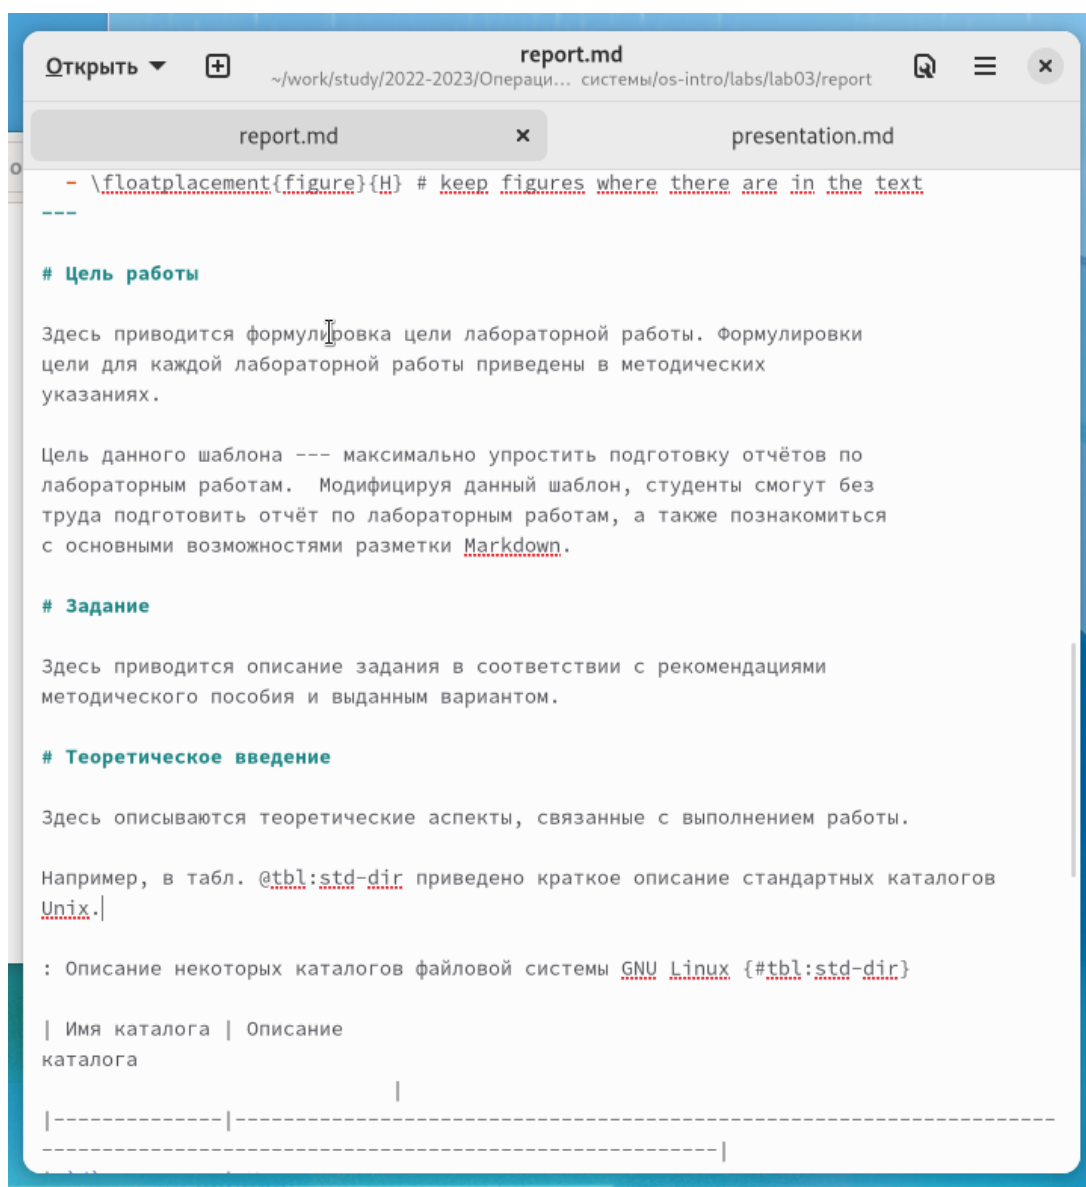 Открыть
report.md
~/work/study/2022-2023/Операци… системы/os-intro/labs/lab03/report
report.md
presentation.md
- \floatplacement{figure}{H} # keep figures where there are in the text
---
# Цель работы
Здесь приводится формулировка цели лабораторной работы. Формулировки
цели для каждой лабораторной работы приведены в методических
указаниях.
Цель данного шаблона --- максимально упростить подготовку отчётов по
лабораторным работам.  Модифицируя данный шаблон, студенты смогут без
труда подготовить отчёт по лабораторным работам, а также познакомиться
с основными возможностями разметки Markdown.
# Задание
Здесь приводится описание задания в соответствии с рекомендациями
методического пособия и выданным вариантом.
# Теоретическое введение
Здесь описываются теоретические аспекты, связанные с выполнением работы.
Например, в табл. @tbl:std-dir приведено краткое описание стандартных каталогов
Unix.
: Описание некоторых каталогов файловой системы GNU Linux {#tbl:std-dir}
| Имя каталога | Описание
каталога
|
|--------------|--------------------------------------------------------------------
--------------------------------------------------------|